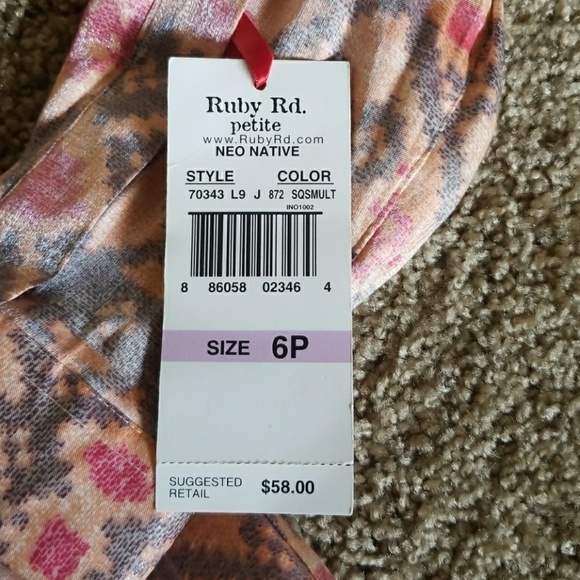 Ruby Rd.
petite
www.RubyRd.com
NEO NATIVE
STYLE COLOR
70343 L9 J 872 SQSMULT
INO1002
8 86058 02346 4
SIZE 6P
SUGGESTED RETAIL $58.00